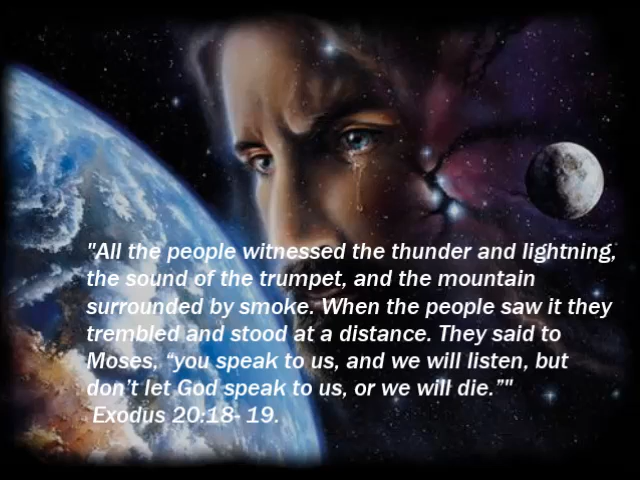 "All the people witnessed the thunder and lightning,
the sound of the trumpet, and the mountain
surrounded by smoke. When the people saw it they
trembled and stood at a distance. They said to
Moses, “you speak to us, and we will listen, but
don’t let God speak to us, or we will die.”"
Exodus 20:18- 19.